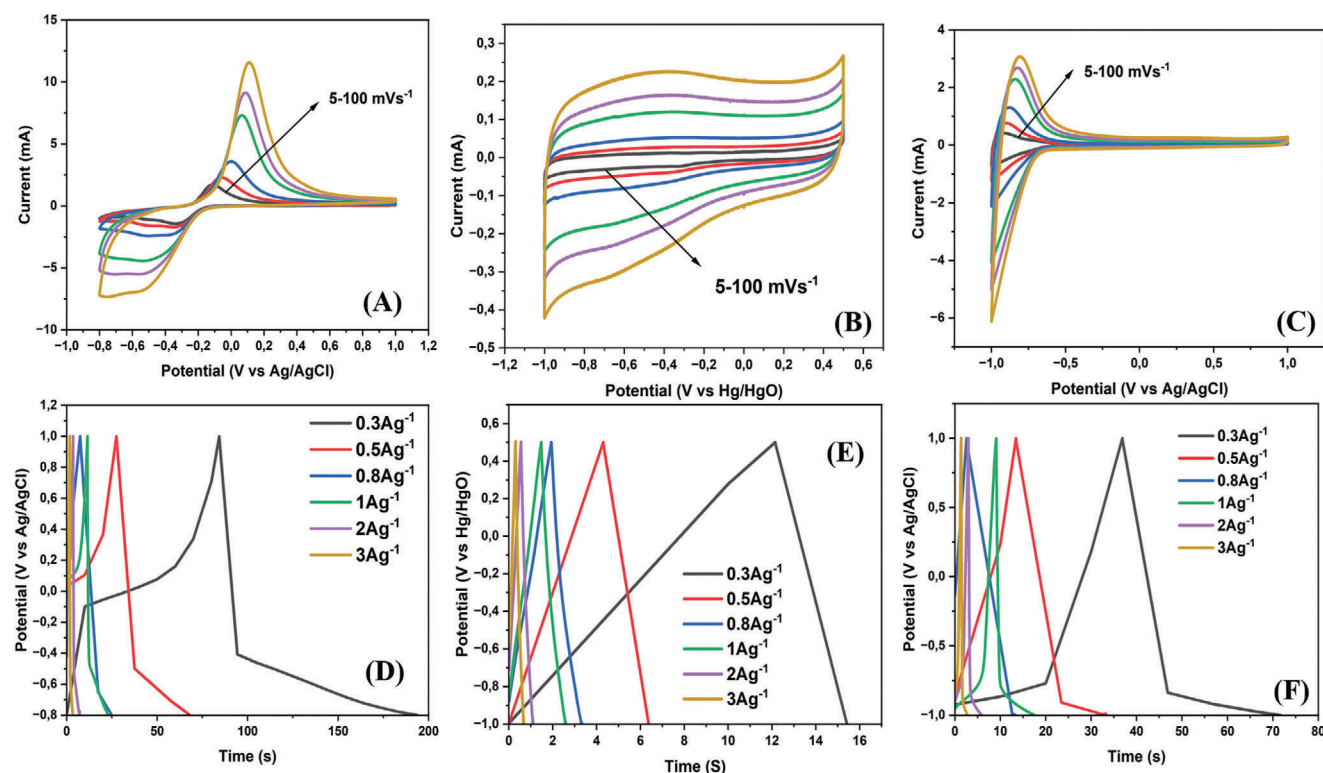 15
10
5
0
−5
−10
Current (mA)
5-100 mVs⁻¹
(A)
−1,0 −0,8 −0,6 −0,4 −0,2 0,0 0,2 0,4 0,6 0,8 1,0 1,2
Potential (V vs Ag/AgCl)
0,3
0,2
0,1
0,0
−0,1
−0,2
−0,3
−0,4
−0,5
Current (mA)
5-100 mVs⁻¹
(B)
−1,2 −1,0 −0,8 −0,6 −0,4 −0,2 0,0 0,2 0,4 0,6
Potential (V vs Hg/HgO)
4
2
0
−2
−4
−6
Current (mA)
5-100 mVs⁻¹
(C)
−1,0 −0,5 0,0 0,5 1,0
Potential (V vs Ag/AgCl)
1,2
1,0
0,8
0,6
0,4
0,2
0,0
−0,2
−0,4
−0,6
−0,8
Potential (V vs Ag/AgCl)
0.3Ag⁻¹
0.5Ag⁻¹
0.8Ag⁻¹
1Ag⁻¹
2Ag⁻¹
3Ag⁻¹
(D)
0 50 100 150 200
Time (s)
0,6
0,4
0,2
0,0
−0,2
−0,4
−0,6
−0,8
−1,0
Potential (V vs Hg/HgO)
(E)
0.3Ag⁻¹
0.5Ag⁻¹
0.8Ag⁻¹
1Ag⁻¹
2Ag⁻¹
3Ag⁻¹
0 2 4 6 8 10 12 14 16
Time (S)
1,0
0,5
0,0
−0,5
−1,0
Potential (V vs Ag/AgCl)
0.3Ag⁻¹
0.5Ag⁻¹
0.8Ag⁻¹
1Ag⁻¹
2Ag⁻¹
3Ag⁻¹
(F)
0 10 20 30 40 50 60 70 80
Time (s)